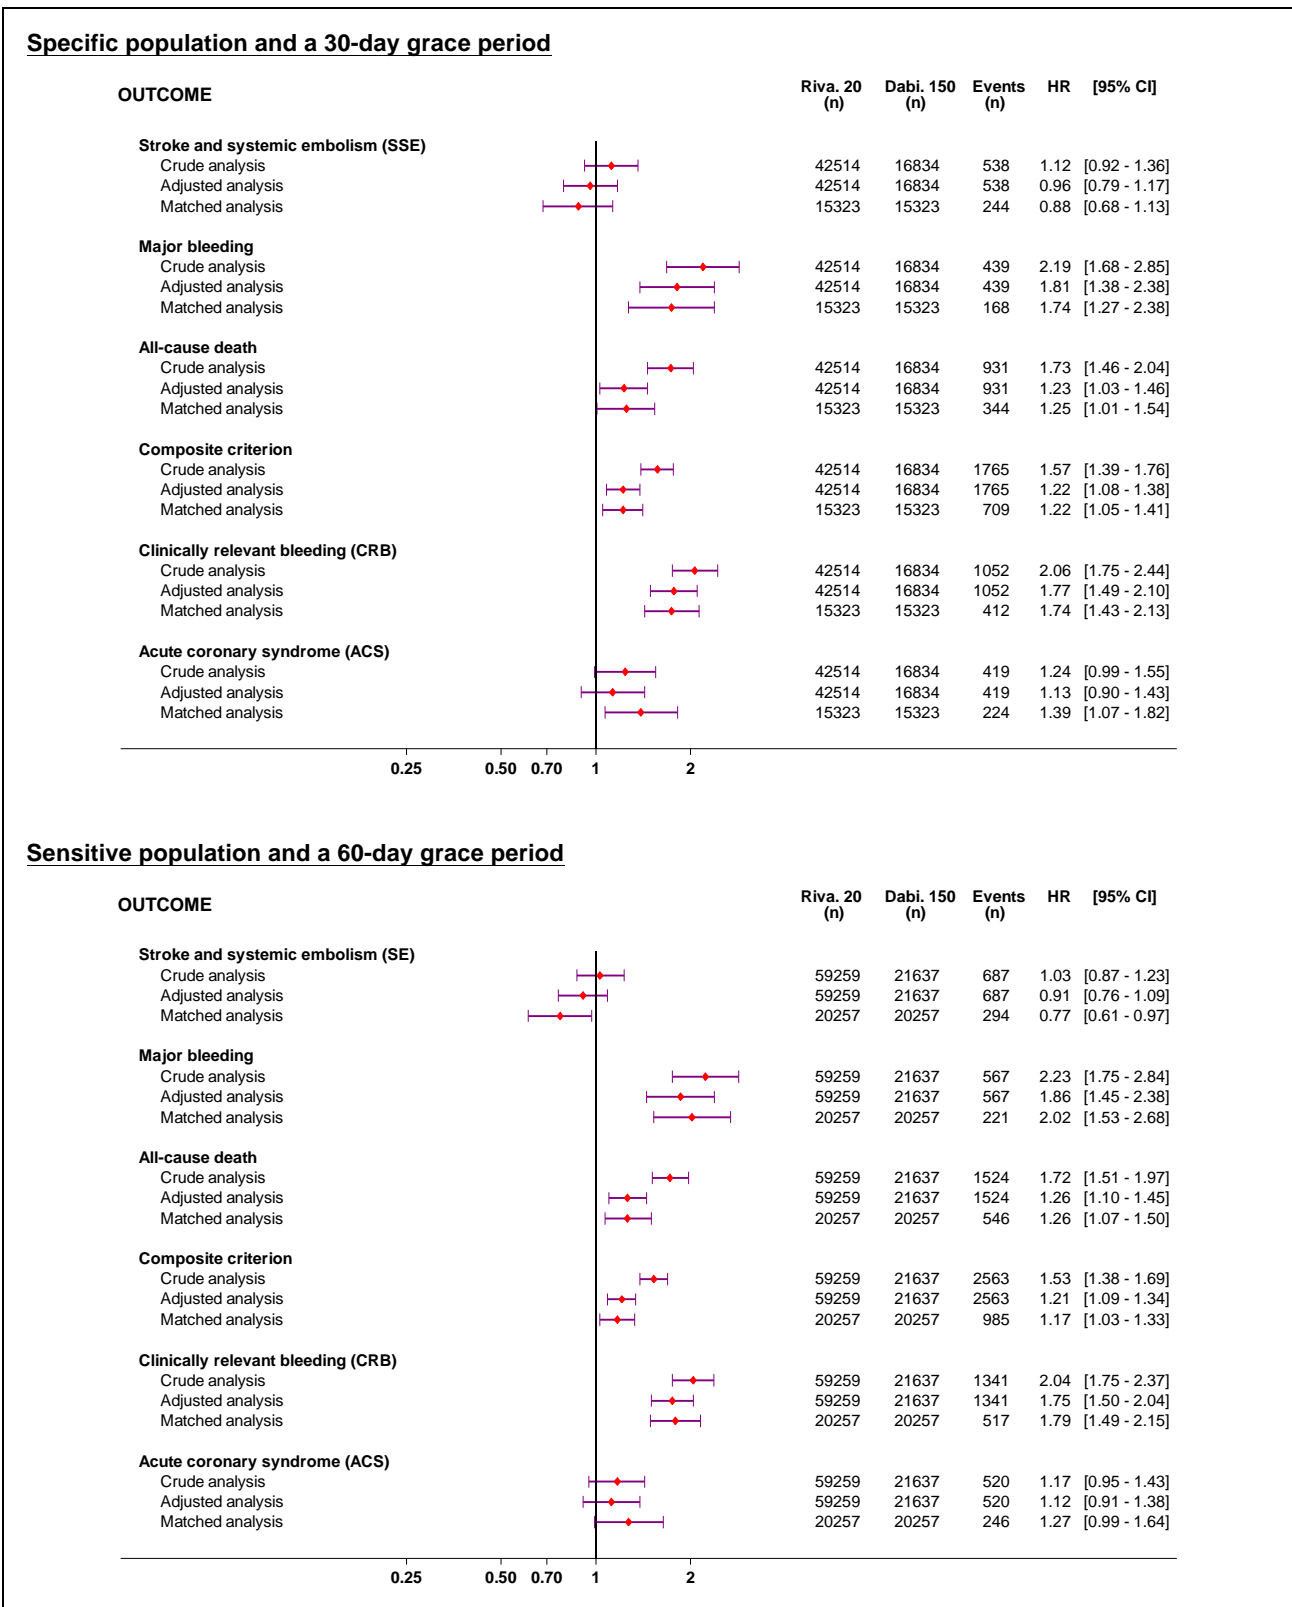 Specific population and a 30-day grace period
OUTCOME Riva. 20 (n) Dabi. 150 (n) Events (n) HR [95% CI]
Stroke and systemic embolism (SSE)
Crude analysis 42514 16834 538 1.12 [0.92 - 1.36]
Adjusted analysis 42514 16834 538 0.96 [0.79 - 1.17]
Matched analysis 15323 15323 244 0.88 [0.68 - 1.13]
Major bleeding
Crude analysis 42514 16834 439 2.19 [1.68 - 2.85]
Adjusted analysis 42514 16834 439 1.81 [1.38 - 2.38]
Matched analysis 15323 15323 168 1.74 [1.27 - 2.38]
All-cause death
Crude analysis 42514 16834 931 1.73 [1.46 - 2.04]
Adjusted analysis 42514 16834 931 1.23 [1.03 - 1.46]
Matched analysis 15323 15323 344 1.25 [1.01 - 1.54]
Composite criterion
Crude analysis 42514 16834 1765 1.57 [1.39 - 1.76]
Adjusted analysis 42514 16834 1765 1.22 [1.08 - 1.38]
Matched analysis 15323 15323 709 1.22 [1.05 - 1.41]
Clinically relevant bleeding (CRB)
Crude analysis 42514 16834 1052 2.06 [1.75 - 2.44]
Adjusted analysis 42514 16834 1052 1.77 [1.49 - 2.10]
Matched analysis 15323 15323 412 1.74 [1.43 - 2.13]
Acute coronary syndrome (ACS)
Crude analysis 42514 16834 419 1.24 [0.99 - 1.55]
Adjusted analysis 42514 16834 419 1.13 [0.90 - 1.43]
Matched analysis 15323 15323 224 1.39 [1.07 - 1.82]
0.25 0.50 0.70 1 2
Sensitive population and a 60-day grace period
OUTCOME Riva. 20 (n) Dabi. 150 (n) Events (n) HR [95% CI]
Stroke and systemic embolism (SE)
Crude analysis 59259 21637 687 1.03 [0.87 - 1.23]
Adjusted analysis 59259 21637 687 0.91 [0.76 - 1.09]
Matched analysis 20257 20257 294 0.77 [0.61 - 0.97]
Major bleeding
Crude analysis 59259 21637 567 2.23 [1.75 - 2.84]
Adjusted analysis 59259 21637 567 1.86 [1.45 - 2.38]
Matched analysis 20257 20257 221 2.02 [1.53 - 2.68]
All-cause death
Crude analysis 59259 21637 1524 1.72 [1.51 - 1.97]
Adjusted analysis 59259 21637 1524 1.26 [1.10 - 1.45]
Matched analysis 20257 20257 546 1.26 [1.07 - 1.50]
Composite criterion
Crude analysis 59259 21637 2563 1.53 [1.38 - 1.69]
Adjusted analysis 59259 21637 2563 1.21 [1.09 - 1.34]
Matched analysis 20257 20257 985 1.17 [1.03 - 1.33]
Clinically relevant bleeding (CRB)
Crude analysis 59259 21637 1341 2.04 [1.75 - 2.37]
Adjusted analysis 59259 21637 1341 1.75 [1.50 - 2.04]
Matched analysis 20257 20257 517 1.79 [1.49 - 2.15]
Acute coronary syndrome (ACS)
Crude analysis 59259 21637 520 1.17 [0.95 - 1.43]
Adjusted analysis 59259 21637 520 1.12 [0.91 - 1.38]
Matched analysis 20257 20257 246 1.27 [0.99 - 1.64]
0.25 0.50 0.70 1 2